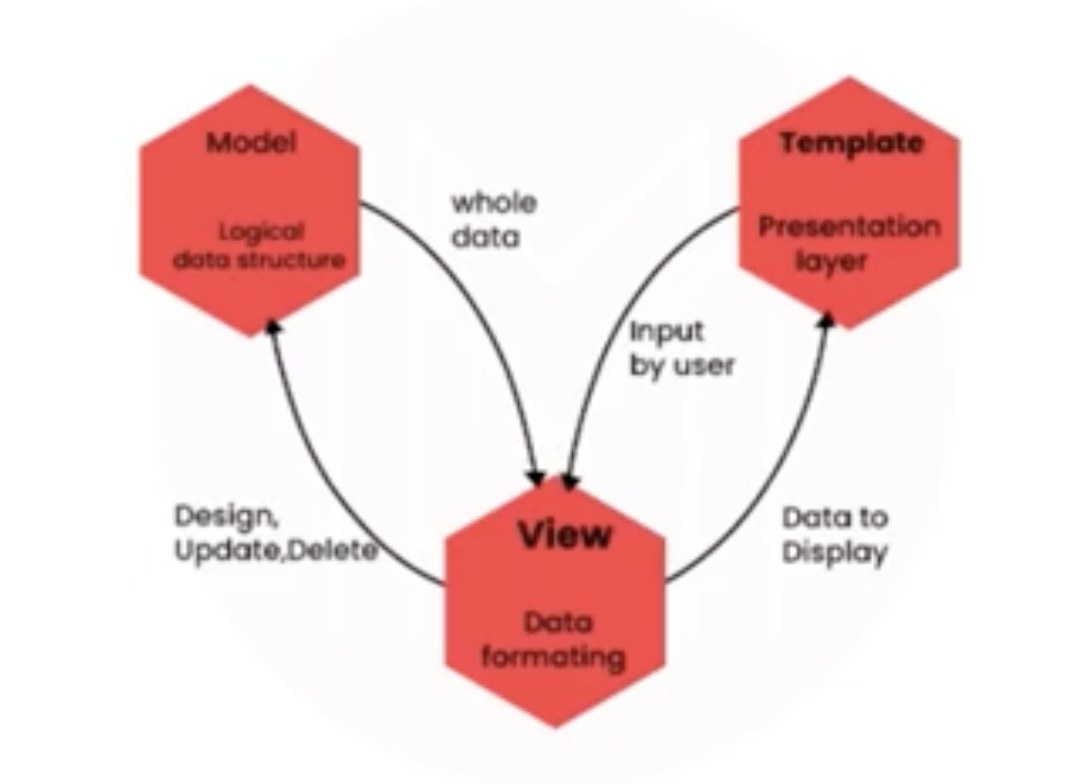 Model
Logical
data structure
whole
data
Template
Presentation
layer
Input
by user
Design,
Update,Delete
View
Data
formating
Data to
Display